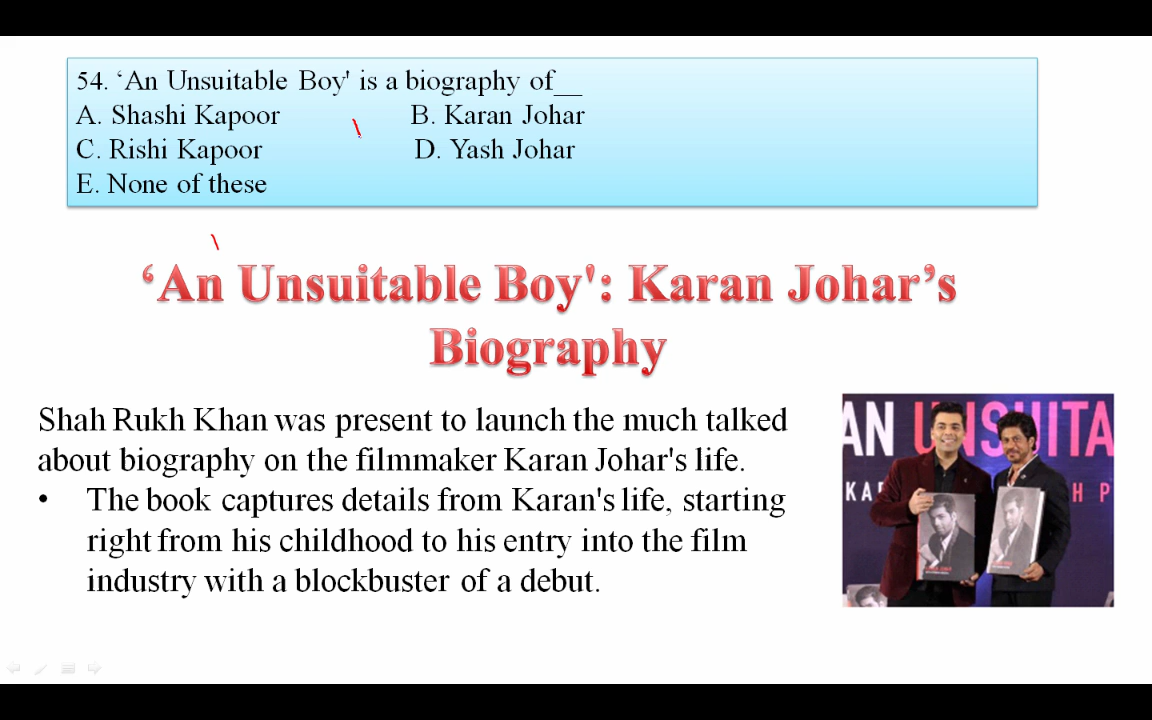 54. ‘An Unsuitable Boy' is a biography of__
A. Shashi Kapoor B. Karan Johar
C. Rishi Kapoor D. Yash Johar
E. None of these
‘An Unsuitable Boy': Karan Johar’s
Biography
Shah Rukh Khan was present to launch the much talked
about biography on the filmmaker Karan Johar's life.
• The book captures details from Karan's life, starting
right from his childhood to his entry into the film
industry with a blockbuster of a debut.
AN UNSUITA
KA
H P